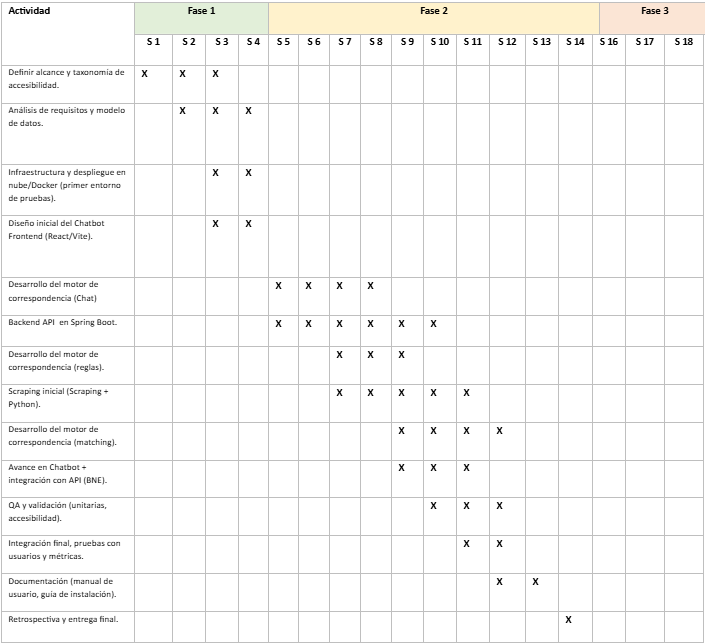 Actividad Fase 1 Fase 2 Fase 3
S 1 S 2 S 3 S 4 S 5 S 6 S 7 S 8 S 9 S 10 S 11 S 12 S 13 S 14 S 16 S 17 S 18
Definir alcance y taxonomía de X X X
accesibilidad.
Análisis de requisitos y modelo X X X
de datos.
Infraestructura y despliegue en X X
nube/Docker (primer entorno
de pruebas).
Diseño inicial del Chatbot X X
Frontend (React/Vite).
Desarrollo del motor de X X X X
correspondencia (Chat)
Backend API en Spring Boot. X X X X X X
Desarrollo del motor de X X X
correspondencia (reglas).
Scraping inicial (Scraping + X X X X X
Python).
Desarrollo del motor de X X X X
correspondencia (matching).
Avance en Chatbot + X X X
integración con API (BNE).
QA y validación (unitarias, X X X
accesibilidad).
Integración final, pruebas con X X
usuarios y métricas.
Documentación (manual de X X
usuario, guía de instalación).
Retrospectiva y entrega final. X